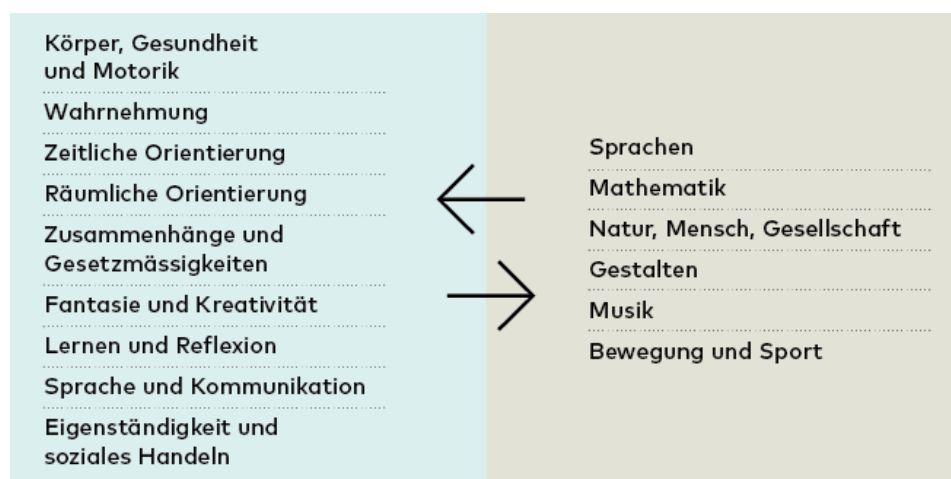 Körper, Gesundheit
und Motorik
Wahrnehmung
Zeitliche Orientierung
Räumliche Orientierung
Zusammenhänge und
Gesetzmässigkeiten
Fantasie und Kreativität
Lernen und Reflexion
Sprache und Kommunikation
Eigenständigkeit und
soziales Handeln
Sprachen
Mathematik
Natur, Mensch, Gesellschaft
Gestalten
Musik
Bewegung und Sport